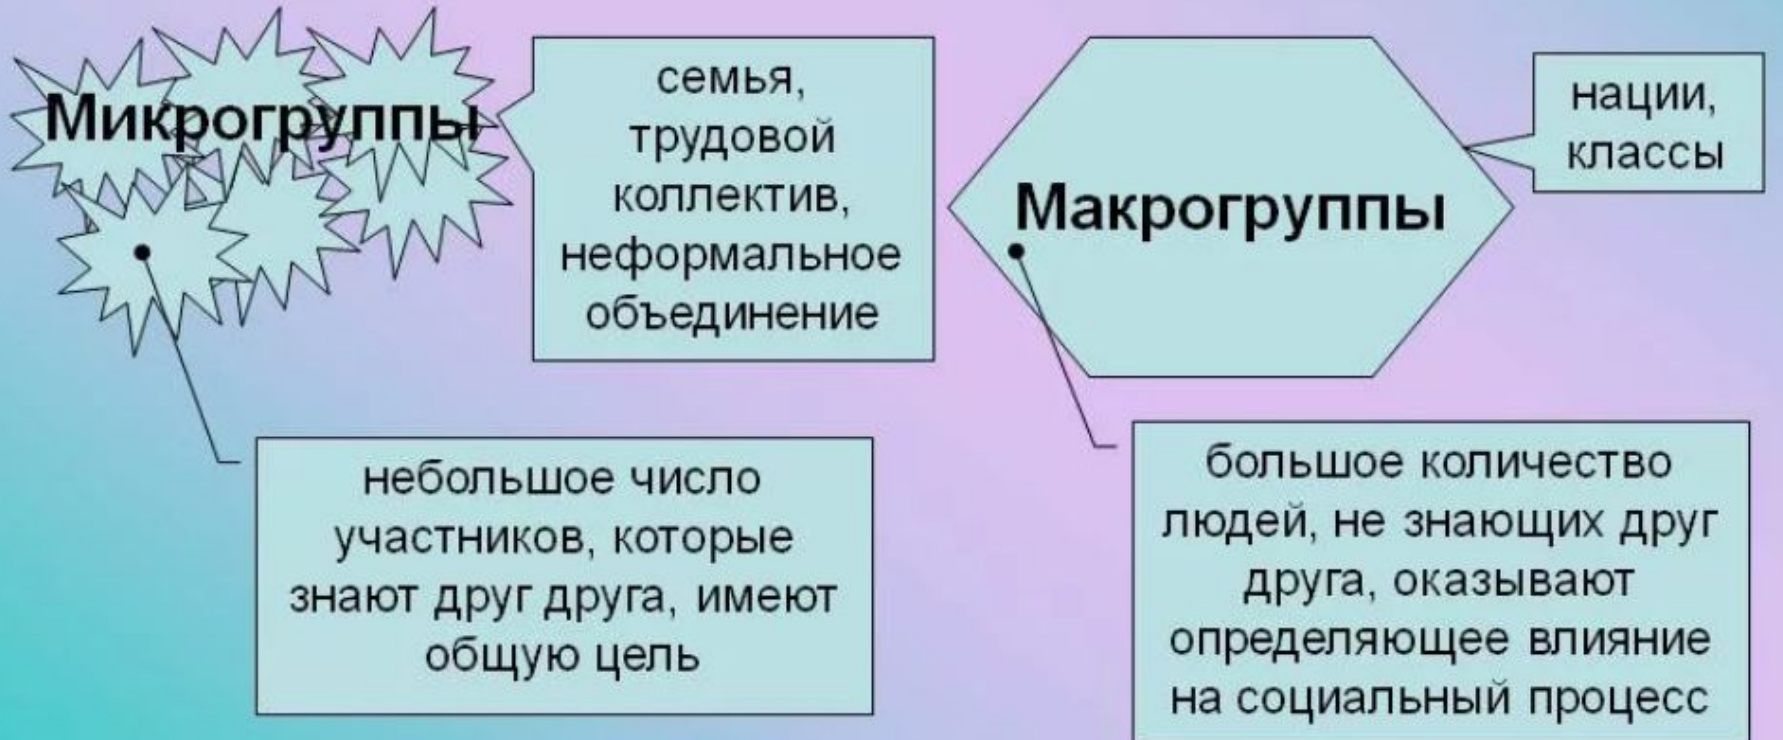 Микрогруппы
семья,
трудовой
коллектив,
неформальное
объединение
небольшое число
участников, которые
знают друг друга, имеют
общую цель
Макрогруппы
нации,
классы
большое количество
людей, не знающих друг
друга, оказывают
определяющее влияние
на социальный процесс